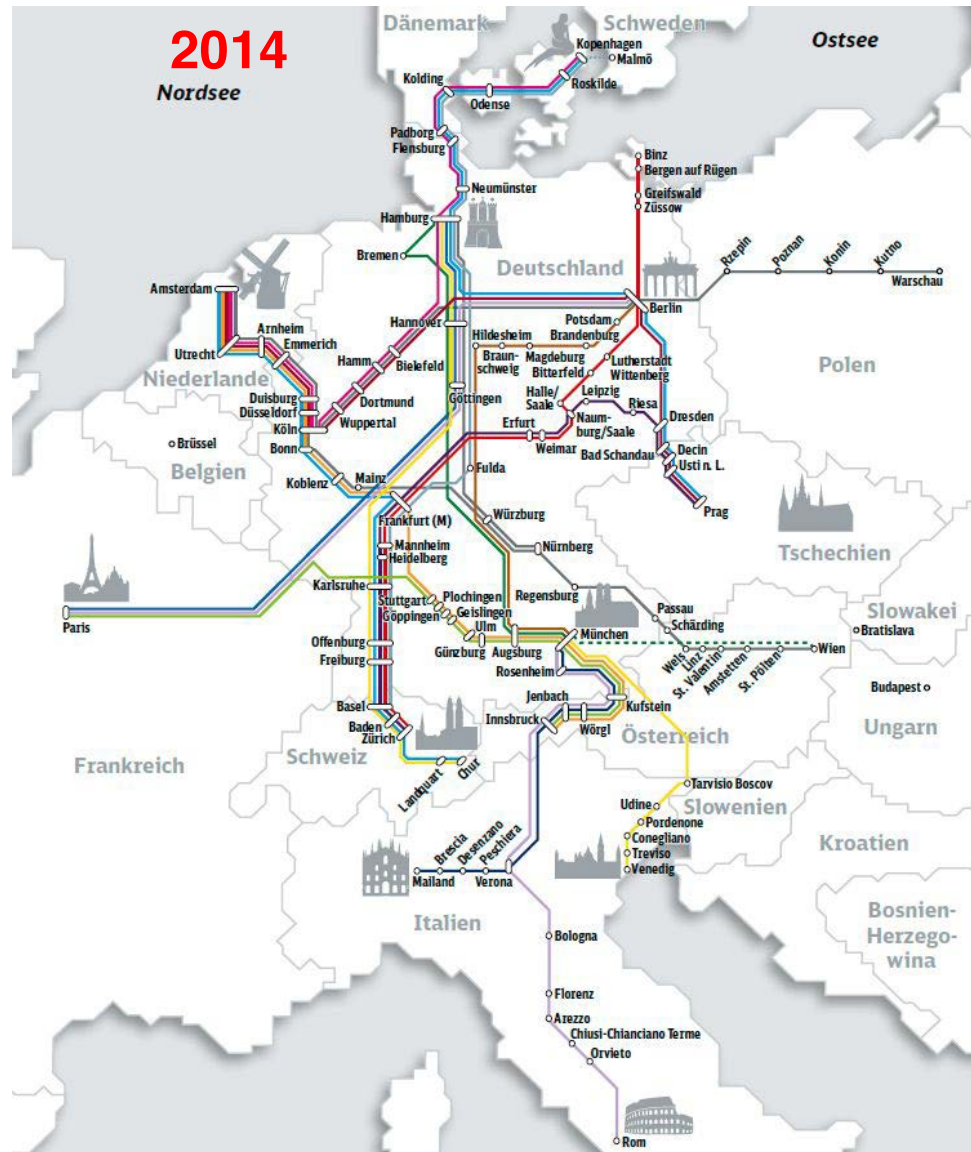 Dänemark
Schweden
2014
Ostsee
Nordsee
Kopenhagen
Malmö
Kolding
Roskilde
Odense
Padborg
Flensburg
Binz
Bergen auf Rügen
Neumünster
Greifswald
Züssow
Hamburg
Bremen
Deutschland
Rzepin
Poznan
Konin
Kutno
Warschau
Amsterdam
Berlin
Hannover
Potsdam
Brandenburg
Arnheim
Emmerich
Utrecht
Hildesheim
Braun-
schweig
Magdeburg
Bitterfeld
Lutherstadt
Wittenberg
Polen
Niederlande
Hamm
Bielefeld
Dortmund
Wuppertal
Göttingen
Halle/
Saale
Leipzig
Riesa
Duisburg
Düsseldorf
Köln
Dresden
Naum-
burg/Saale
Erfurt
Weimar
Bad Schandau
Decin
Usti n. L.
Brüssel
Belgien
Bonn
Koblenz
Mainz
Fulda
Prag
Frankfurt (M)
Würzburg
Tschechien
Mannheim
Heidelberg
Nürnberg
Karlsruhe
Stuttgart
Göppingen
Plochingen
Geislingen
Ulm
Regensburg
Passau
Schärding
Slowakei
Bratislava
Paris
Günzburg
Augsburg
München
Offenburg
Freiburg
Wels
Linz
St. Valentin
Amstetten
St. Pölten
Wien
Rosenheim
Budapest
Jenbach
Kufstein
Basel
Baden
Zürich
Innsbruck
Wörgl
Österreich
Ungarn
Frankreich
Schweiz
Landquart
Chur
Tarvisio Boscov
Udine
Slowenien
Pordenone
Conegliano
Treviso
Venedig
Kroatien
Brescia
Desenzano
Peschiera
Mailand
Verona
Italien
Bosnien-
Herzego-
wina
Bologna
Florenz
Arezzo
Chiusi-Chianciano Terme
Orvieto
Rom